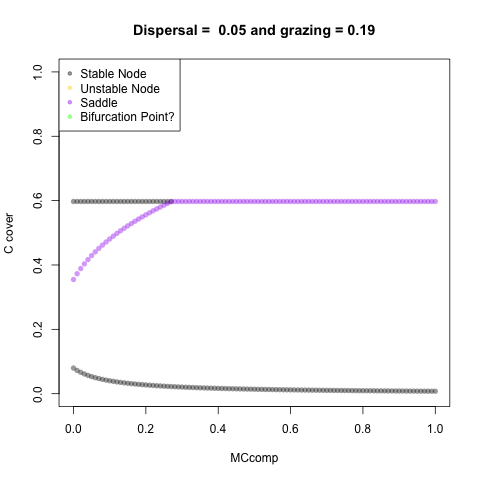 Dispersal =  0.05 and grazing = 0.19
Stable Node
Unstable Node
Saddle
Bifurcation Point?
1.0
0.8
0.6
0.4
0.2
0.0
C cover
0.0 0.2 0.4 0.6 0.8 1.0
MCcomp